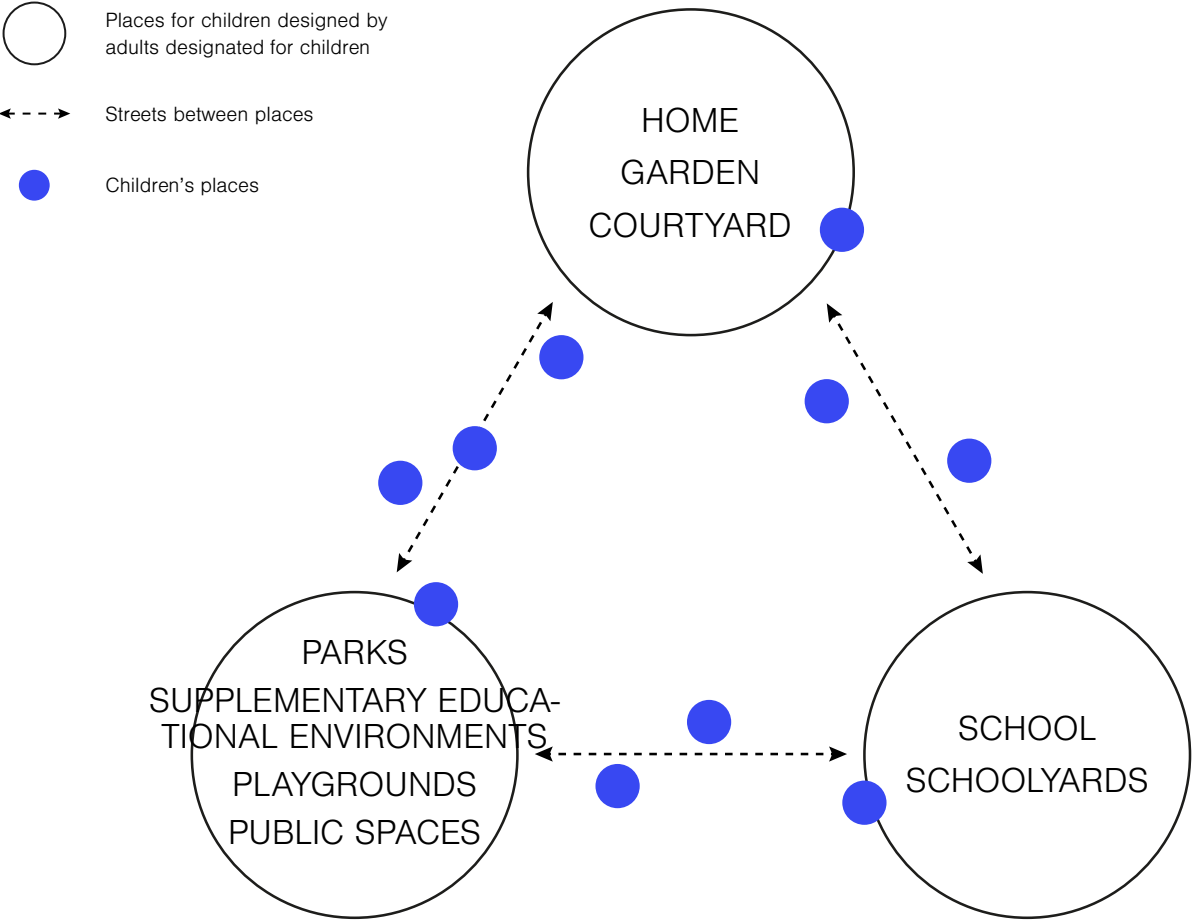 Places for children designed by
adults designated for children
Streets between places
Children's places
HOME
GARDEN
COURTYARD
PARKS
SUPPLEMENTARY EDUCA-
TIONAL ENVIRONMENTS
PLAYGROUNDS
PUBLIC SPACES
SCHOOL
SCHOOLYARDS